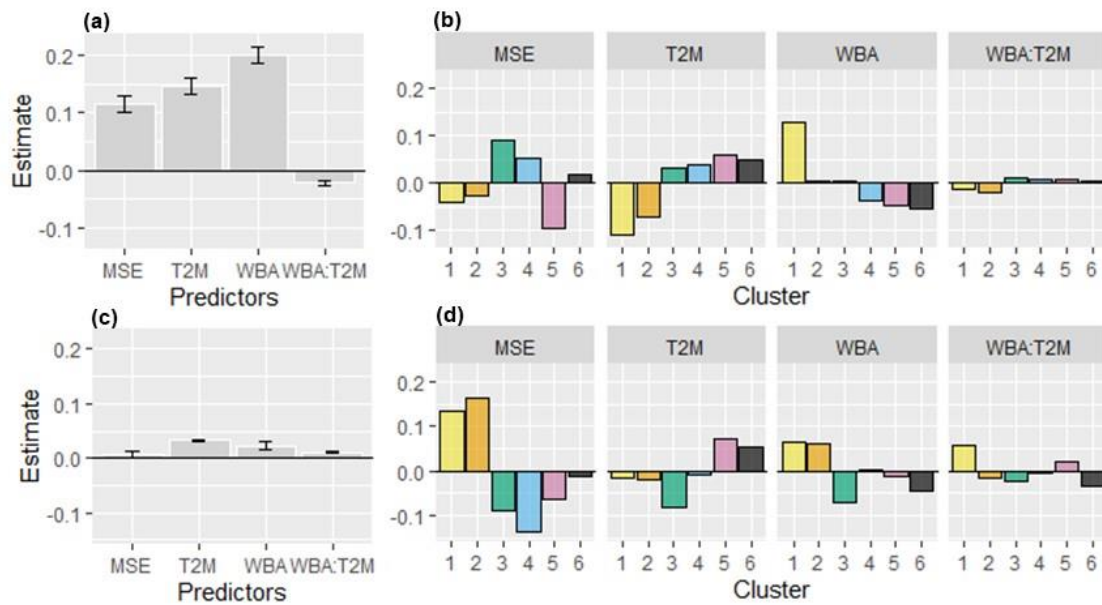 (a)
Estimate
0.2
0.1
0.0
-0.1
MSE T2M WBA WBA:T2M
Predictors
(b)
MSE T2M WBA WBA:T2M
0.2
0.1
0.0
-0.1
1 2 3 4 5 6 1 2 3 4 5 6 1 2 3 4 5 6 1 2 3 4 5 6
Cluster
(c)
Estimate
0.2
0.1
0.0
-0.1
MSE T2M WBA WBA:T2M
Predictors
(d)
MSE T2M WBA WBA:T2M
0.2
0.1
0.0
-0.1
1 2 3 4 5 6 1 2 3 4 5 6 1 2 3 4 5 6 1 2 3 4 5 6
Cluster